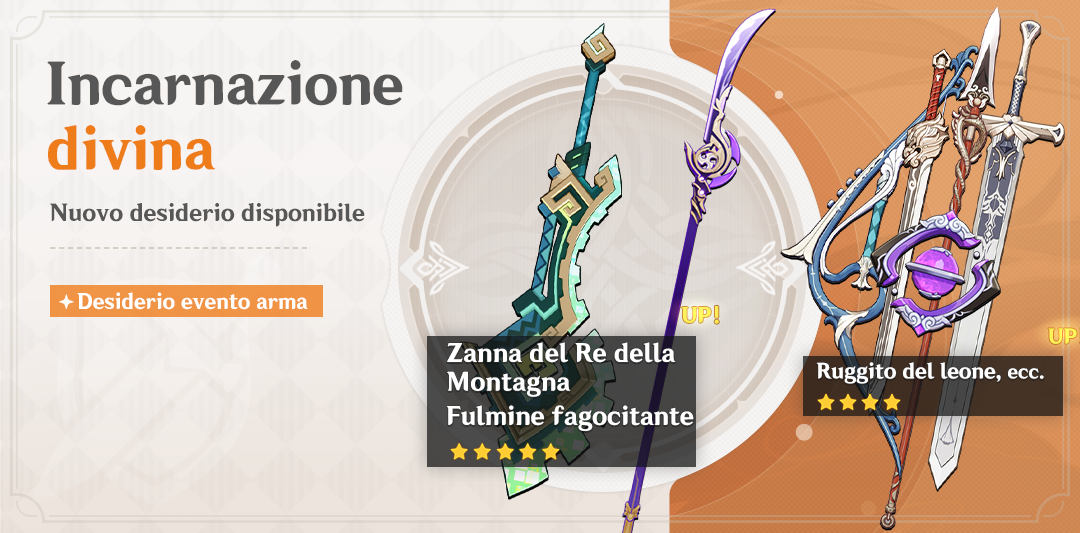 Incarnazione
divina
Nuovo desiderio disponibile
Desiderio evento arma
UP!
Zanna del Re della
Montagna
Fulmine fagocitante
UP
Ruggito del leone, ecc.